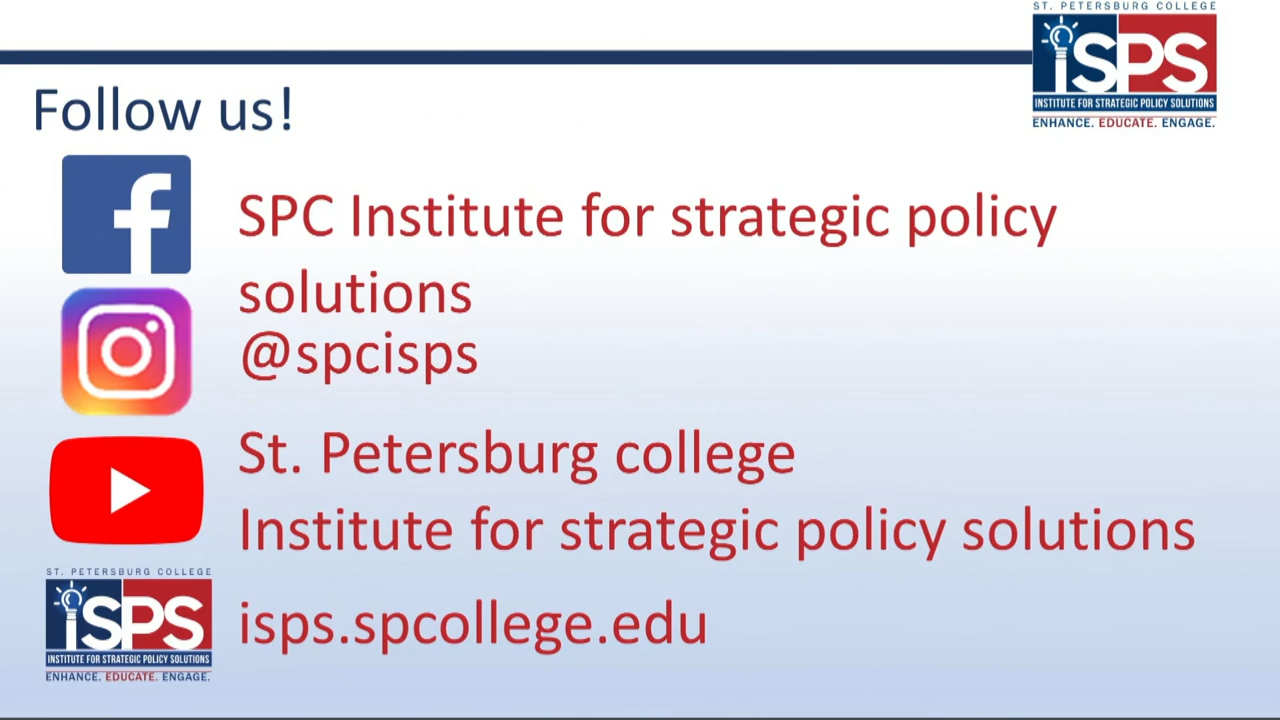 ST. PETERSBURG COLLEGE
iSPS
INSTITUTE FOR STRATEGIC POLICY SOLUTIONS
ENHANCE. EDUCATE. ENGAGE.
Follow us!
SPC Institute for strategic policy
solutions
@spcisps
St. Petersburg college
Institute for strategic policy solutions
ST. PETERSBURG COLLEGE
iSPS
INSTITUTE FOR STRATEGIC POLICY SOLUTIONS
ENHANCE. EDUCATE. ENGAGE.
isps.spcollege.edu